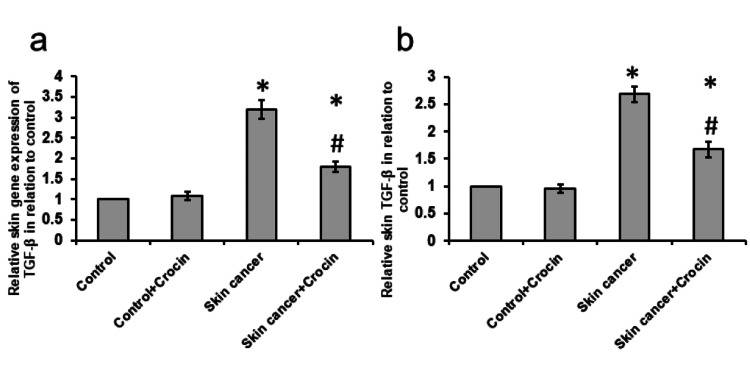 a
Relative skin gene expression of
TGF-β in relation to control
4
3.5
3
2.5
2
1.5
1
0.5
0
*
*
#
Control
Control+Crocin
Skin cancer
Skin cancer+Crocin
b
Relative skin TGF-β in relation to
control
3
2.5
2
1.5
1
0.5
0
*
*
#
Control
Control+Crocin
Skin cancer
Skin cancer+Crocin